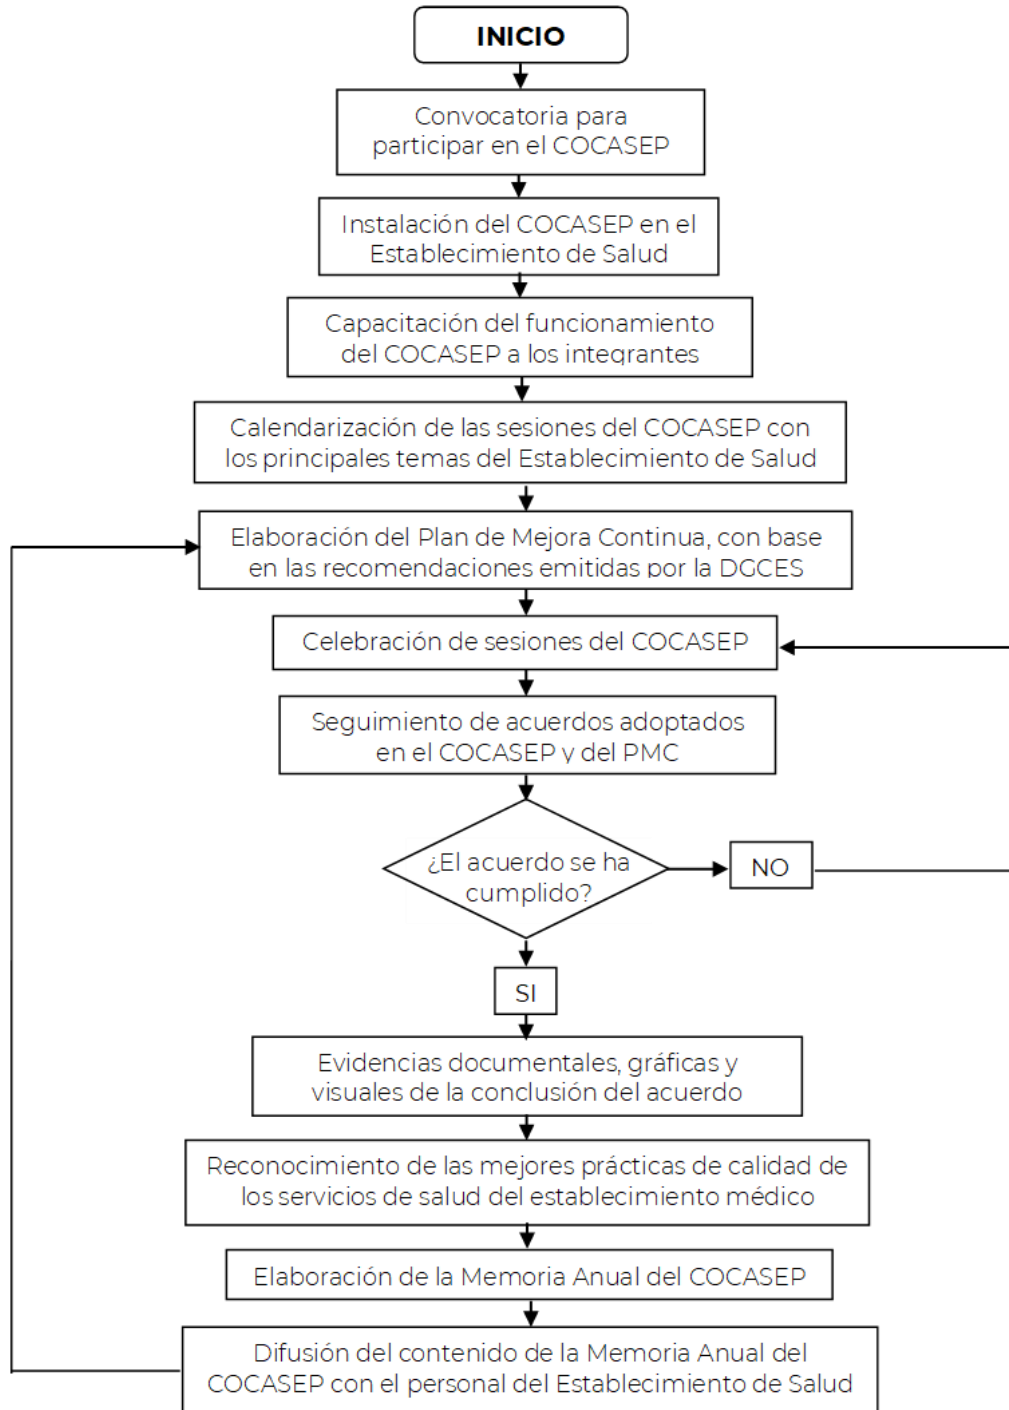 INICIO
Convocatoria para
participar en el COCASEP
Instalación del COCASEP en el
Establecimiento de Salud
Capacitación del funcionamiento
del COCASEP a los integrantes
Calendarización de las sesiones del COCASEP con
los principales temas del Establecimiento de Salud
Elaboración del Plan de Mejora Continua, con base
en las recomendaciones emitidas por la DGCES
Celebración de sesiones del COCASEP
Seguimiento de acuerdos adoptados
en el COCASEP y del PMC
¿El acuerdo se ha
cumplido?
NO
SI
Evidencias documentales, gráficas y
visuales de la conclusión del acuerdo
Reconocimiento de las mejores prácticas de calidad de
los servicios de salud del establecimiento médico
Elaboración de la Memoria Anual del COCASEP
Difusión del contenido de la Memoria Anual del
COCASEP con el personal del Establecimiento de Salud